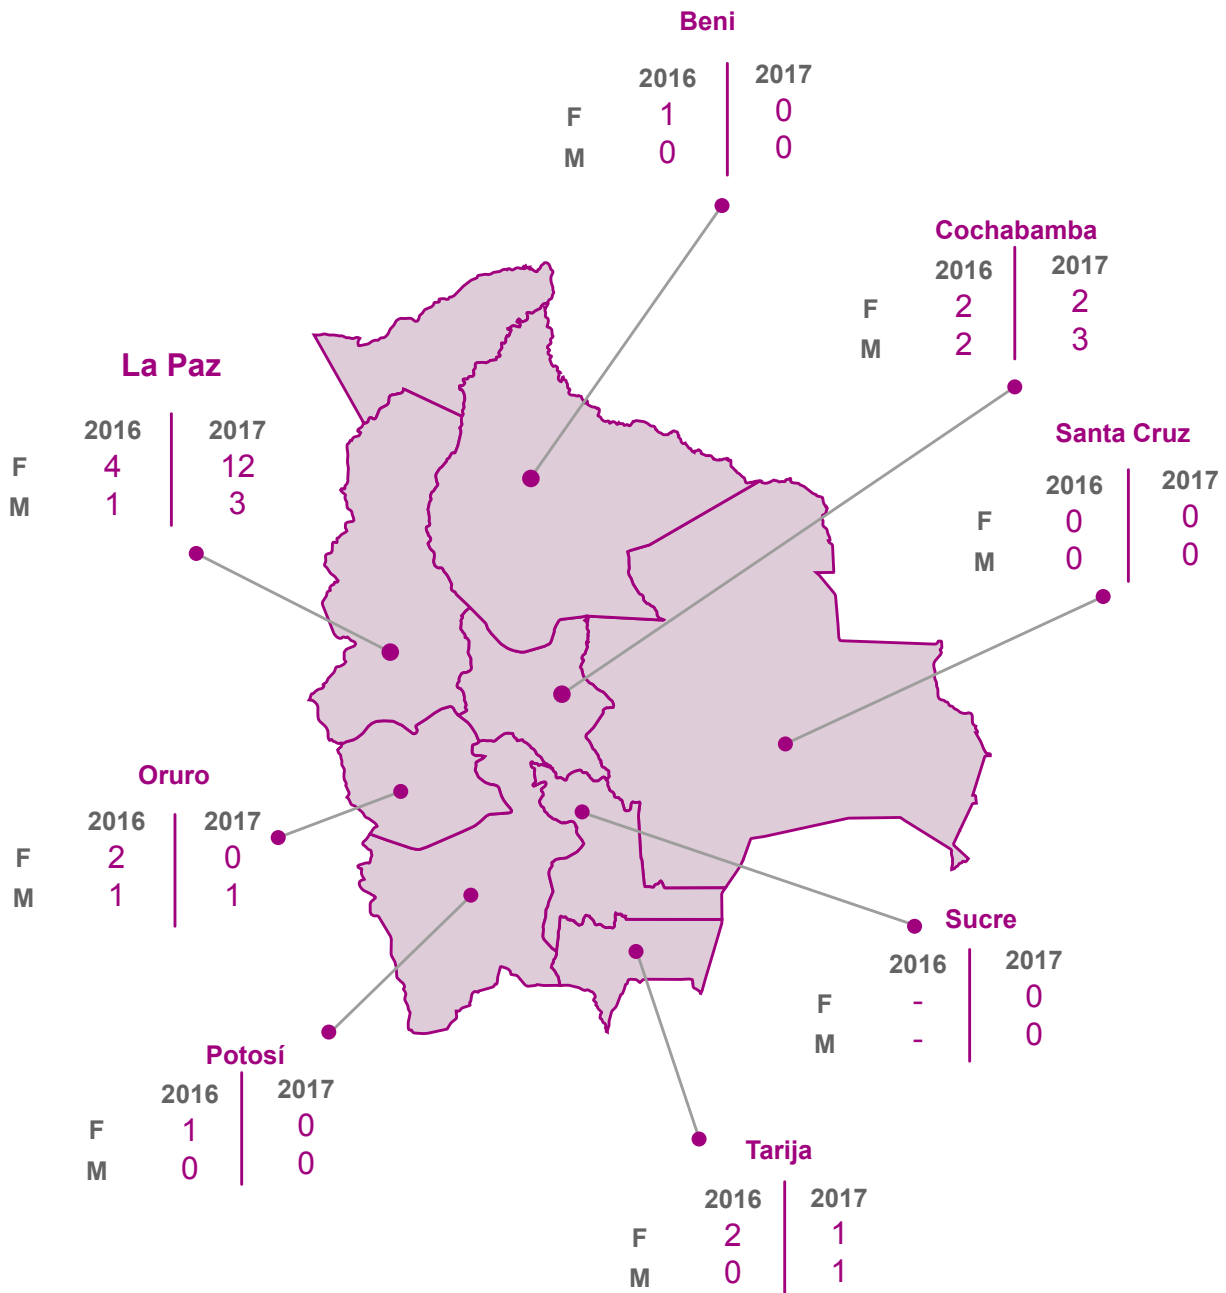 Beni
2016 2017
F 1 0
M 0 0
Cochabamba
2016 2017
F 2 2
M 2 3
La Paz
2016 2017
F 4 12
M 1 3
Santa Cruz
2016 2017
F 0 0
M 0 0
Oruro
2016 2017
F 2 0
M 1 1
Sucre
2016 2017
F - 0
M - 0
Potosí
2016 2017
F 1 0
M 0 0
Tarija
2016 2017
F 2 1
M 0 1